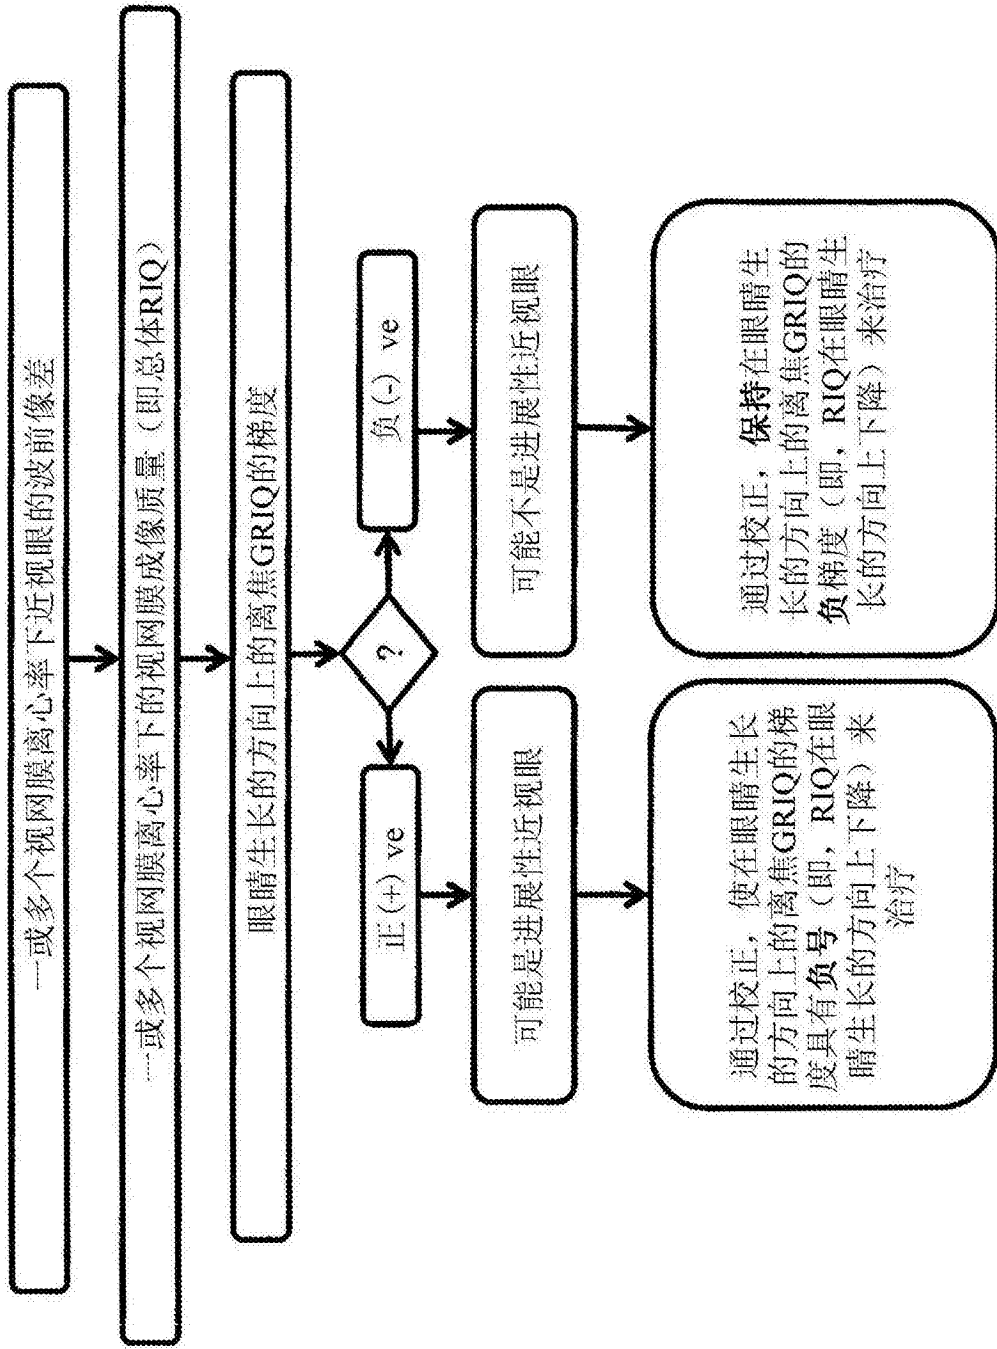 一或多个视网膜离心率下近视眼的波前像差
一或多个视网膜离心率下的视网膜成像质量（即总体RIQ）
眼睛生长的方向上的离焦GRIQ的梯度
?
正(+) ve
负(-) ve
可能是进展性近视眼
可能不是进展性近视眼
通过校正，使在眼睛生长
的方向上的离焦GRIQ的梯
度具有负号（即，RIQ在眼
睛生长的方向上下降）来
治疗
通过校正，保持在眼睛生
长的方向上的离焦GRIQ的
负梯度（即，RIQ在眼睛生
长的方向上下降）来治疗